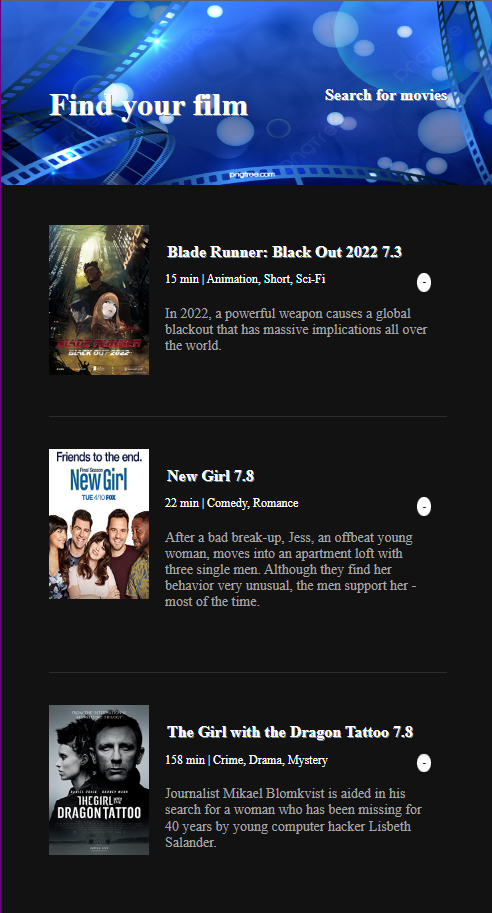 Find your film
Search for movies
pngtree.com
Blade Runner: Black Out 2022 7.3
15 min | Animation, Short, Sci-Fi
-
In 2022, a powerful weapon causes a global
blackout that has massive implications all over
the world.
BLADE RUNNER
BLACK OUT 2022
Friends to the end.
Final Season
New Girl
TUE 4/10 FOX
New Girl 7.8
22 min | Comedy, Romance
-
After a bad break-up, Jess, an offbeat young
woman, moves into an apartment loft with
three single men. Although they find her
behavior very unusual, the men support her -
most of the time.
The Girl with the Dragon Tattoo 7.8
158 min | Crime, Drama, Mystery
-
Journalist Mikael Blomkvist is aided in his
search for a woman who has been missing for
40 years by young computer hacker Lisbeth
Salander.
DANIEL CRAIG ROONEY MARA
THE GIRL WITH THE
DRAGON TATTOO